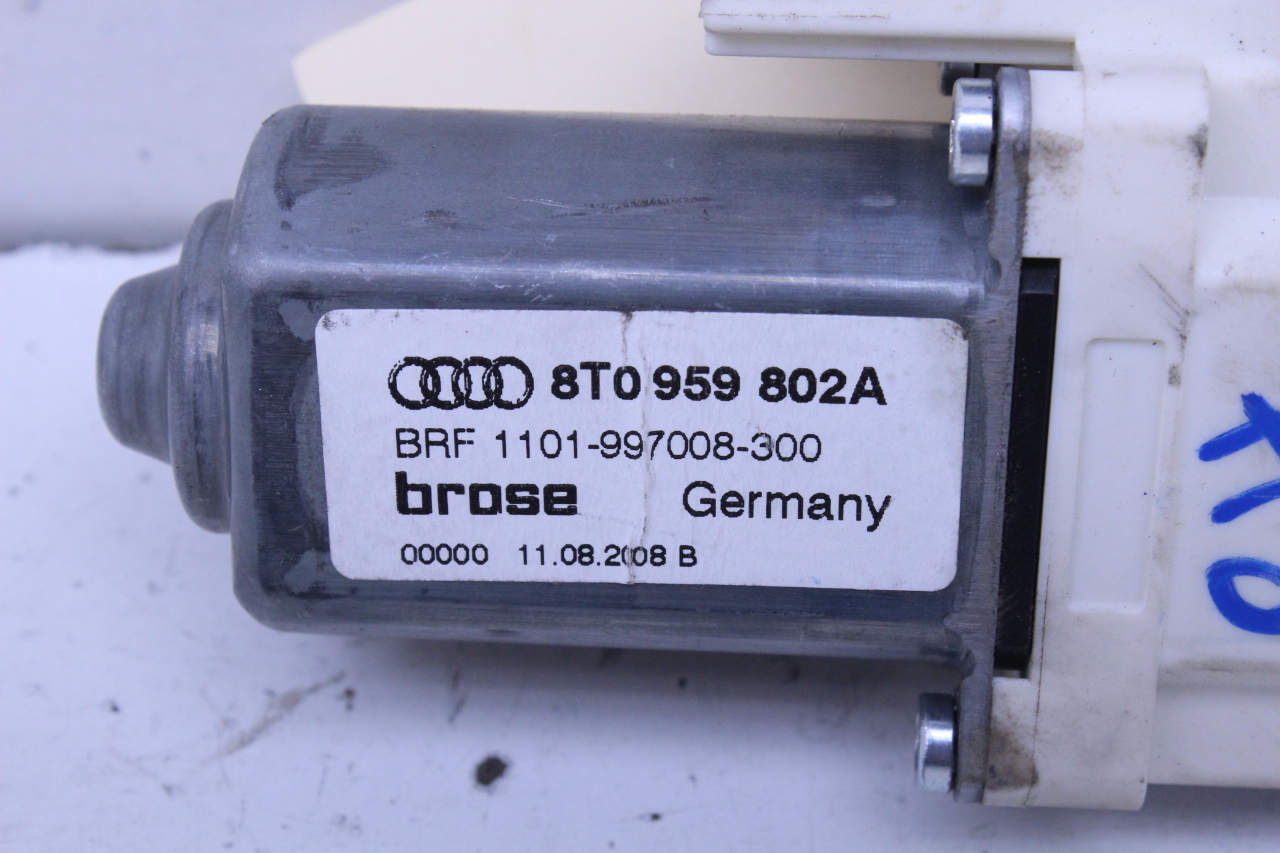 8T0 959 802A
BRF 1101-997008-300
brose Germany
00000 11.08.2008 B